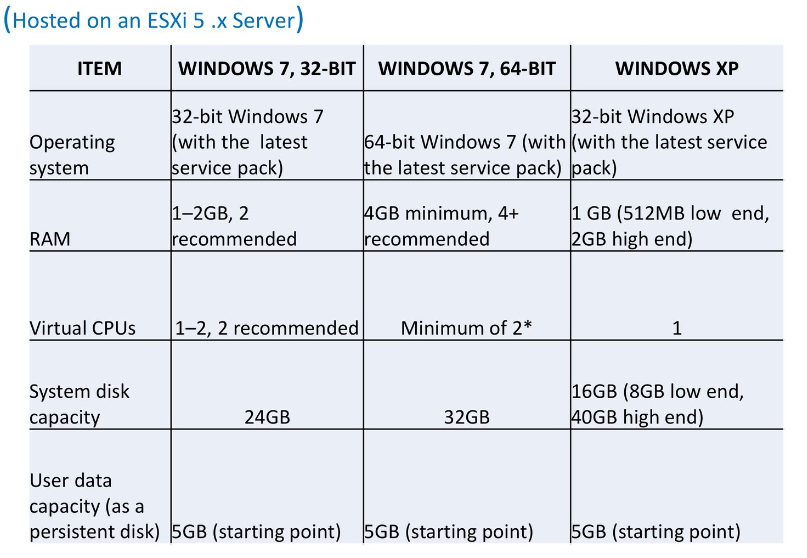 (Hosted on an ESXi 5 .x Server)
ITEM WINDOWS 7, 32-BIT WINDOWS 7, 64-BIT WINDOWS XP
Operating
system
32-bit Windows 7
(with the latest
service pack)
64-bit Windows 7 (with
the latest service pack)
32-bit Windows XP
(with the latest service
pack)
RAM
1–2GB, 2
recommended
4GB minimum, 4+
recommended
1 GB (512MB low end,
2GB high end)
Virtual CPUs 1–2, 2 recommended Minimum of 2* 1
System disk
capacity
24GB
32GB
16GB (8GB low end,
40GB high end)
User data
capacity (as a
persistent disk)
5GB (starting point)
5GB (starting point)
5GB (starting point)